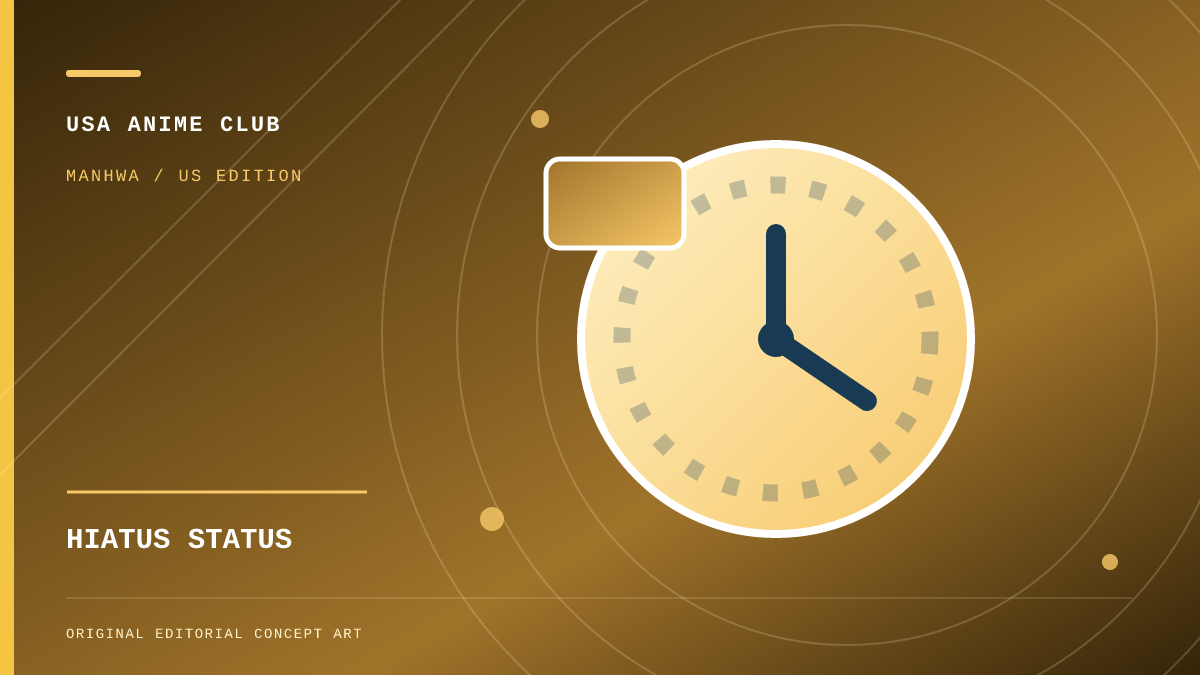 USA ANIME CLUB
MANHWA / US EDITION
HIATUS STATUS
ORIGINAL EDITORIAL CONCEPT ART